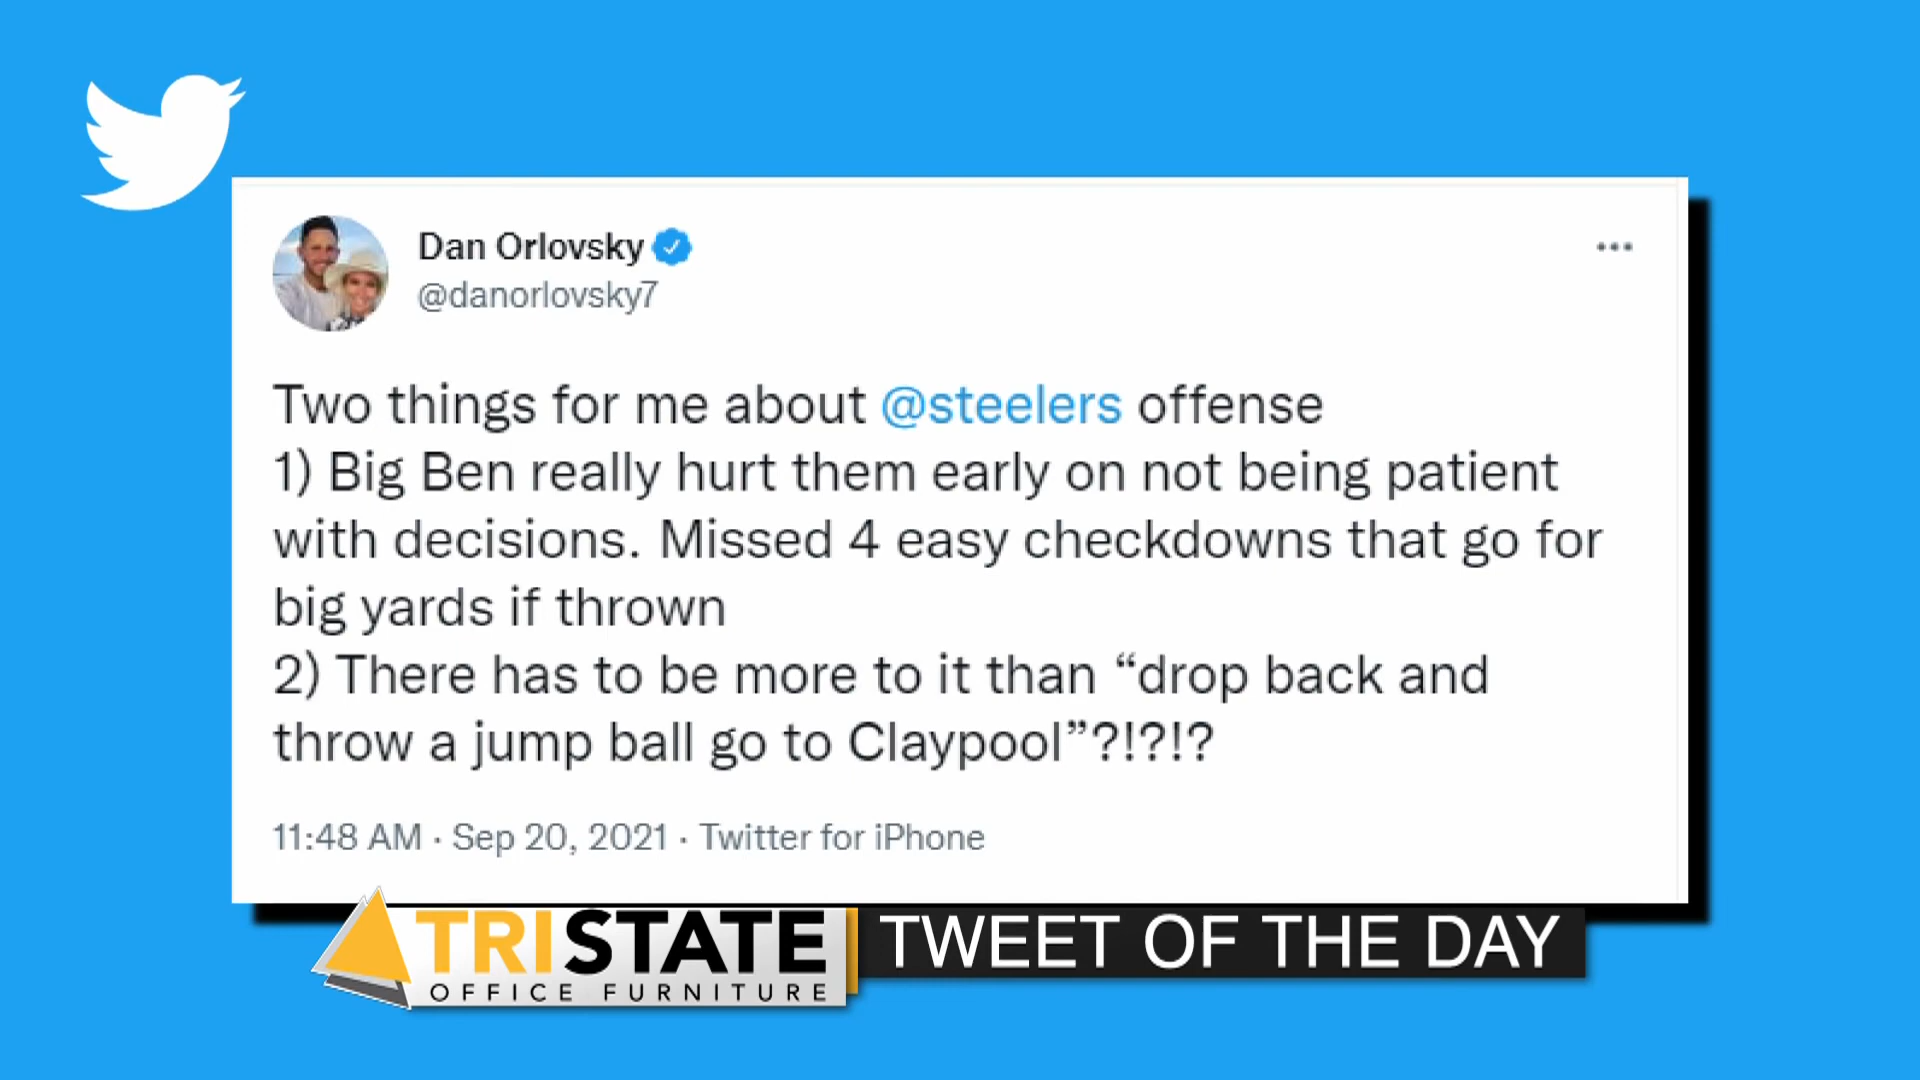 Dan Orlovsky
@danorlovsky7
Two things for me about @steelers offense
1) Big Ben really hurt them early on not being patient
with decisions. Missed 4 easy checkdowns that go for
big yards if thrown
2) There has to be more to it than “drop back and
throw a jump ball go to Claypool”?!?!?
11:48 AM · Sep 20, 2021 · Twitter for iPhone
TRISTATE
OFFICE FURNITURE
TWEET OF THE DAY